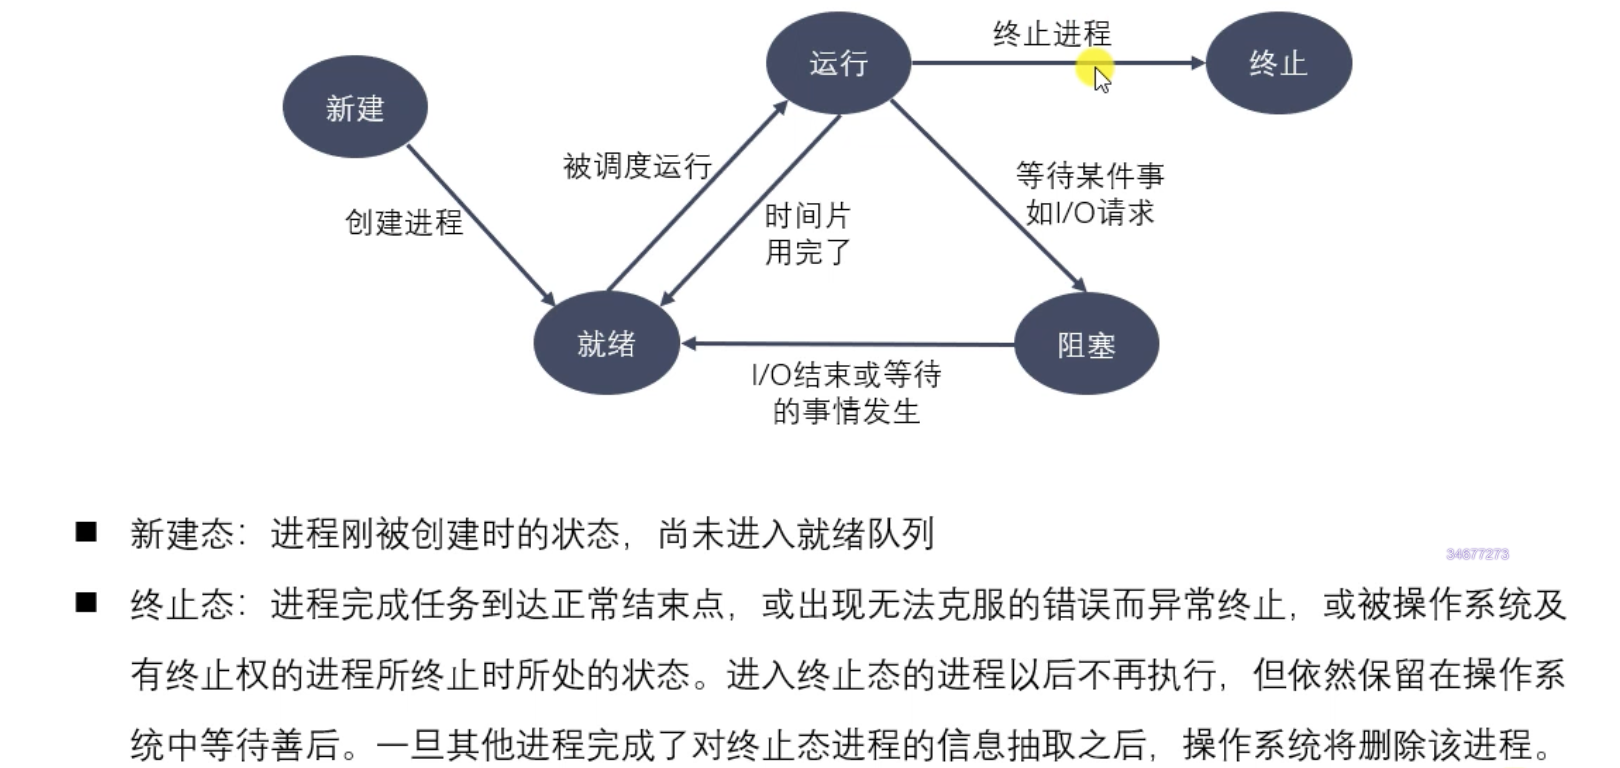 终止进程
运行
终止
新建
被调度运行
等待某件事
如I/O请求
创建进程
时间片
用完了
就绪
阻塞
I/O结束或等待
的事情发生
■ 新建态：进程刚被创建时的状态，尚未进入就绪队列
34877273
■ 终止态：进程完成任务到达正常结束点，或出现无法克服的错误而异常终止，或被操作系统及
有终止权的进程所终止时所处的状态。进入终止态的进程以后不再执行，但依然保留在操作系
统中等待善后。一旦其他进程完成了对终止态进程的信息抽取之后，操作系统将删除该进程。